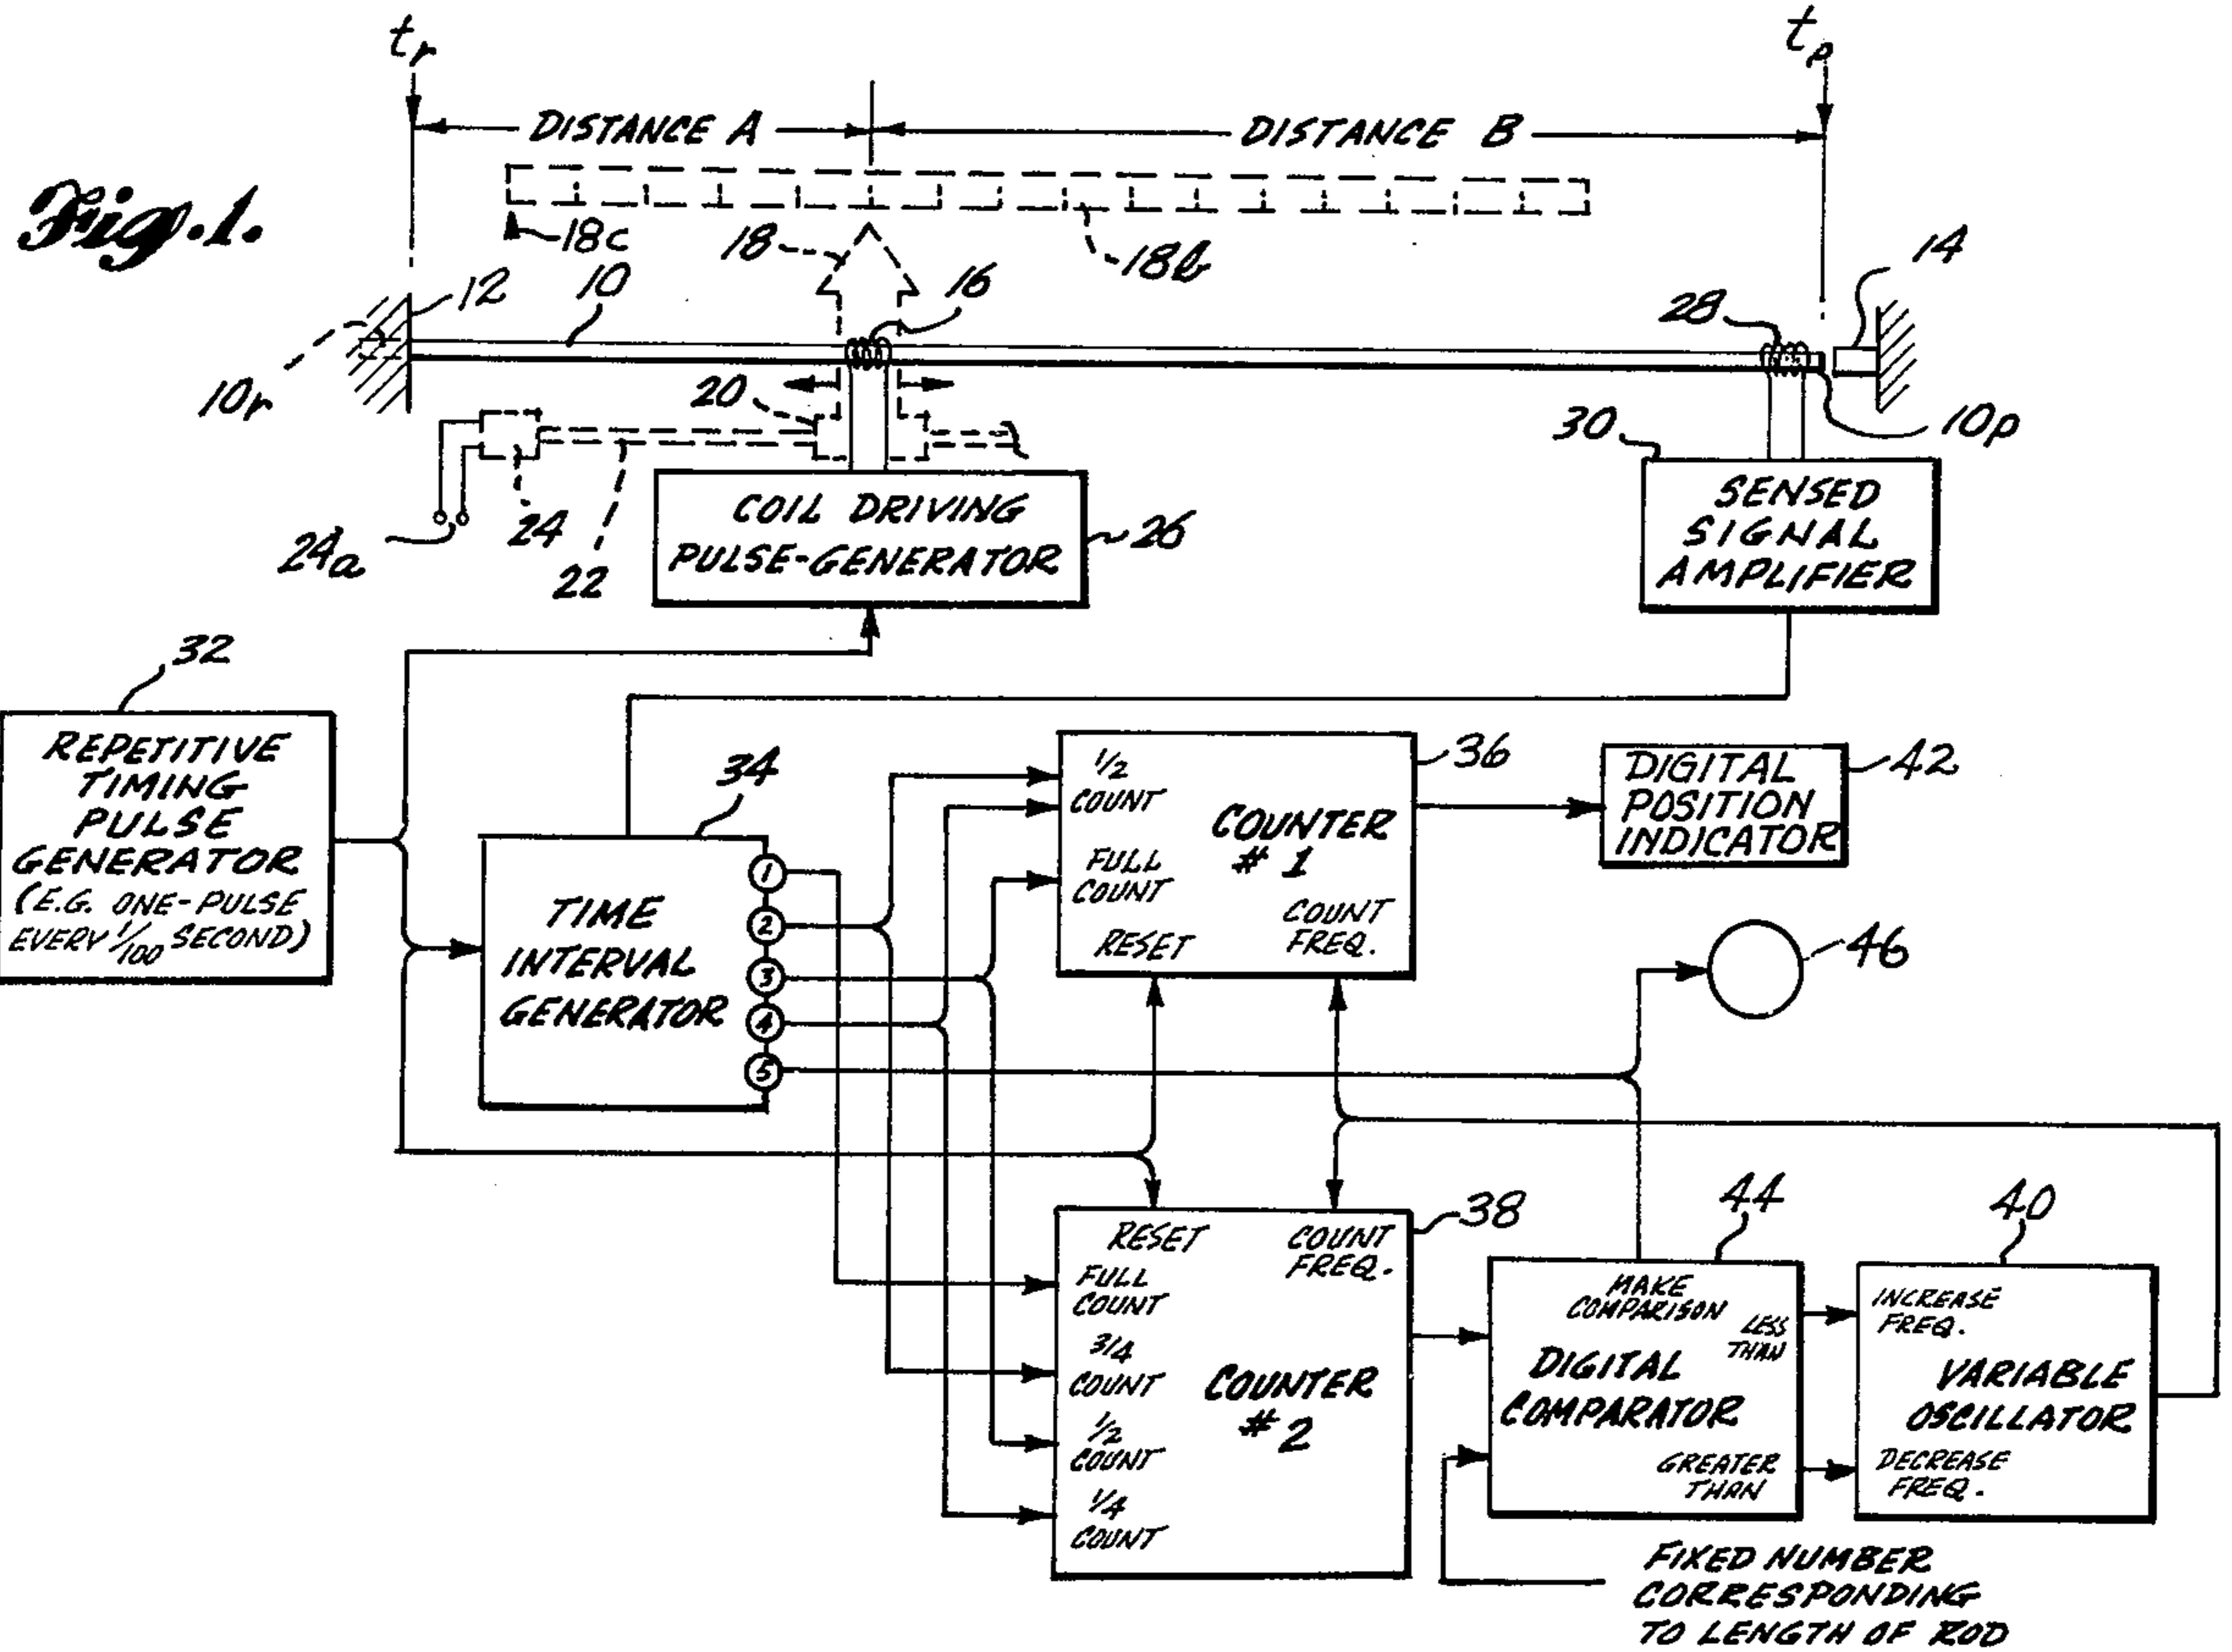 Fig. 1.
tr
tp
DISTANCE A
DISTANCE B
18c
18
18b
12
10
16
28
14
10r
20
10p
30
24a
24
22
COIL DRIVING
PULSE-GENERATOR
26
SENSED
SIGNAL
AMPLIFIER
32
REPETITIVE
TIMING
PULSE
GENERATOR
(E.G. ONE-PULSE
EVERY 1/100 SECOND)
34
TIME
INTERVAL
GENERATOR
1
2
3
4
5
36
1/2
COUNT
FULL
COUNT
COUNTER
# 1
RESET
COUNT
FREQ.
DIGITAL
POSITION
INDICATOR
42
46
38
RESET
COUNT
FREQ.
FULL
COUNT
3/4
COUNT
1/2
COUNT
1/4
COUNT
COUNTER
# 2
44
MAKE
COMPARISON
LESS
THAN
DIGITAL
COMPARATOR
GREATER
THAN
40
INCREASE
FREQ.
VARIABLE
OSCILLATOR
DECREASE
FREQ.
FIXED NUMBER
CORRESPONDING
TO LENGTH OF ROD